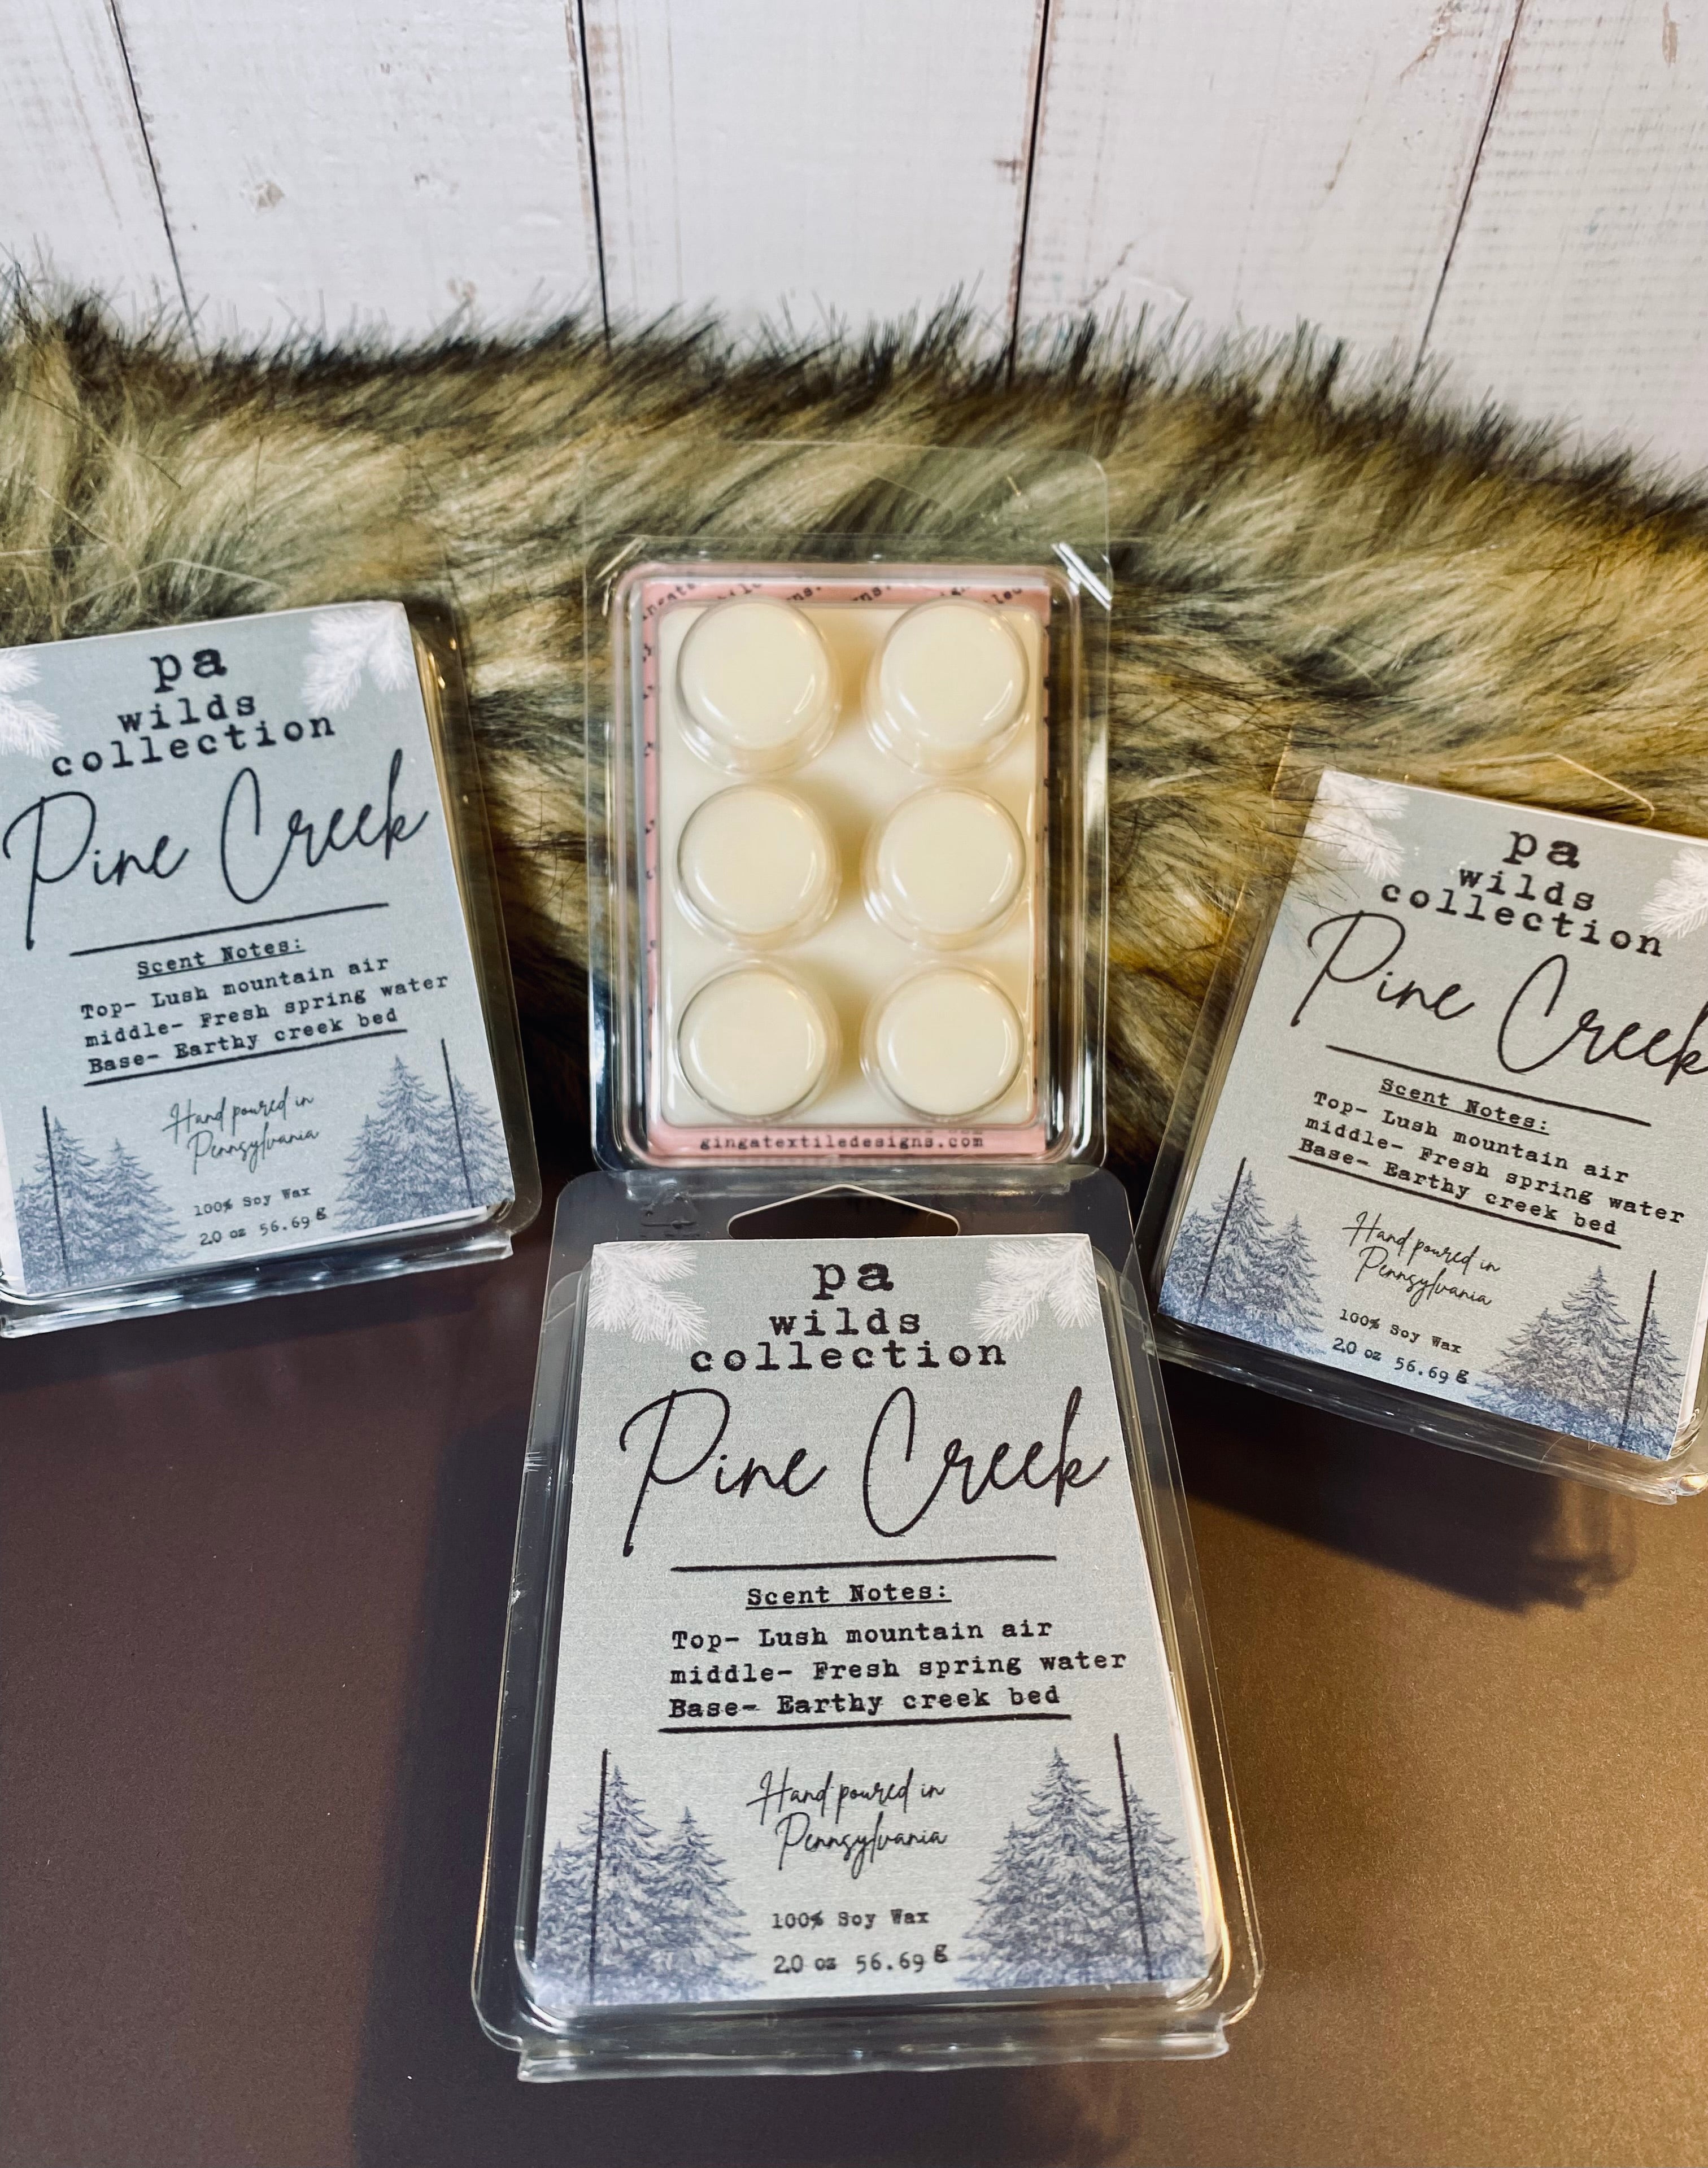 pa
wilds
collection
Pine Creek
Scent Notes:
Top- Lush mountain air
middle- Fresh spring water
Base- Earthy creek bed
Hand poured in
Pennsylvania
100% Soy Wax
2.0 oz 56.69 g
gingatextiledesigns.com
pa
wilds
collection
Pine Creek
Scent Notes:
Top- Lush mountain air
middle- Fresh spring water
Base- Earthy creek bed
Hand poured in
Pennsylvania
100% Soy Wax
2.0 oz 56.69 g
pa
wilds
collection
Pine Creek
Scent Notes:
Top- Lush mountain air
middle- Fresh spring water
Base- Earthy creek bed
Hand poured in
Pennsylvania
100% Soy Wax
2.0 oz 56.69 g